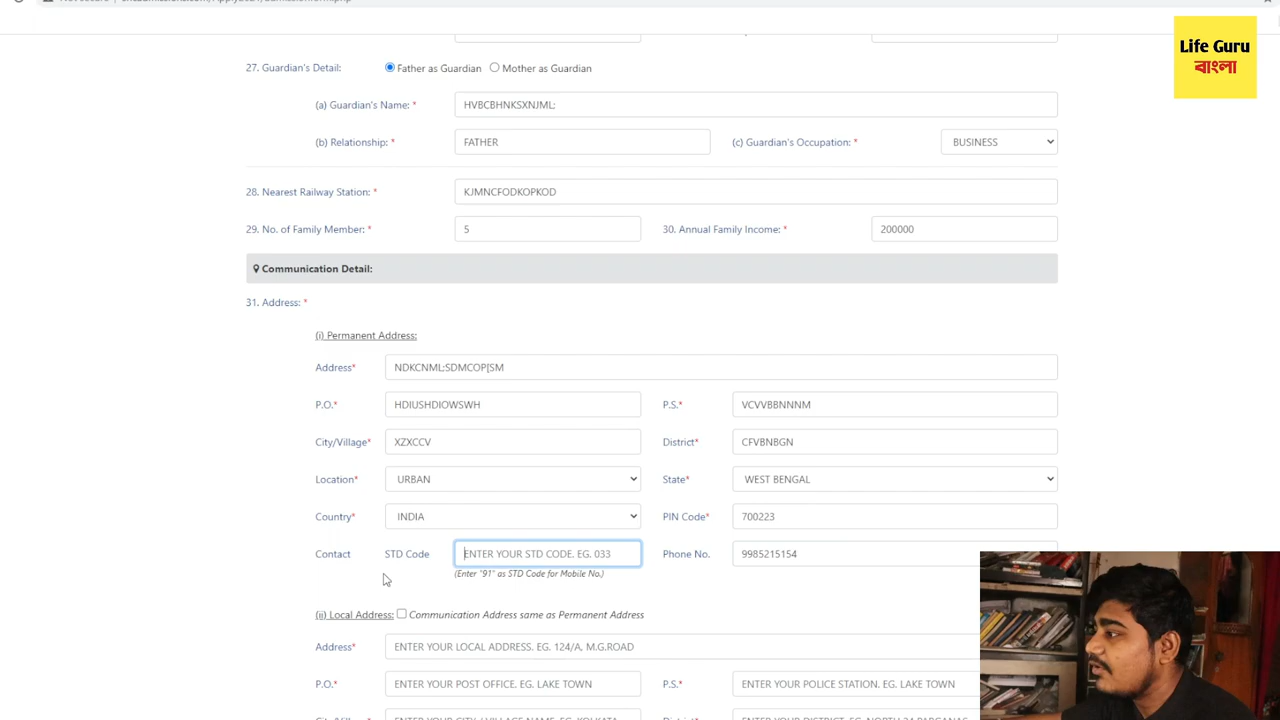 Life Guru
বাংলা
27. Guardian's Detail: Father as Guardian Mother as Guardian
(a) Guardian's Name: * HVBCBHNKSXNJML;
(b) Relationship: * FATHER (c) Guardian's Occupation: * BUSINESS
28. Nearest Railway Station: * KJMNCFODKOPKOD
29. No. of Family Member: * 5 30. Annual Family Income: * 200000
Communication Detail:
31. Address: *
(i) Permanent Address:
Address* NDKCNML;SDMCOP[SM
P.O.* HDIUSHDIOWSWH P.S.* VCVVBBNNNM
City/Village* XZXCCV District* CFVBNBGN
Location* URBAN State* WEST BENGAL
Country* INDIA PIN Code* 700223
Contact STD Code ENTER YOUR STD CODE. EG. 033 Phone No. 9985215154
(Enter "91" as STD Code for Mobile No.)
(ii) Local Address: Communication Address same as Permanent Address
Address* ENTER YOUR LOCAL ADDRESS. EG. 124/A, M.G.ROAD
P.O.* ENTER YOUR POST OFFICE. EG. LAKE TOWN P.S.* ENTER YOUR POLICE STATION. EG. LAKE TOWN